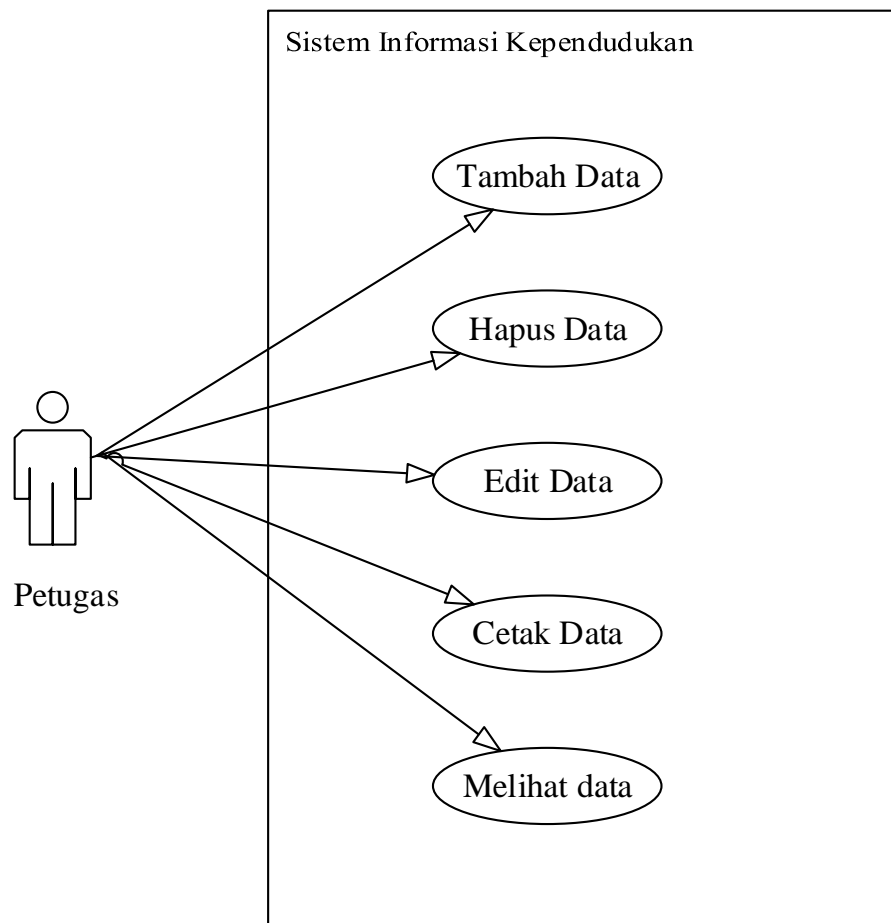 Sistem Informasi Kependudukan
Tambah Data
Hapus Data
Edit Data
Petugas
Cetak Data
Melihat data